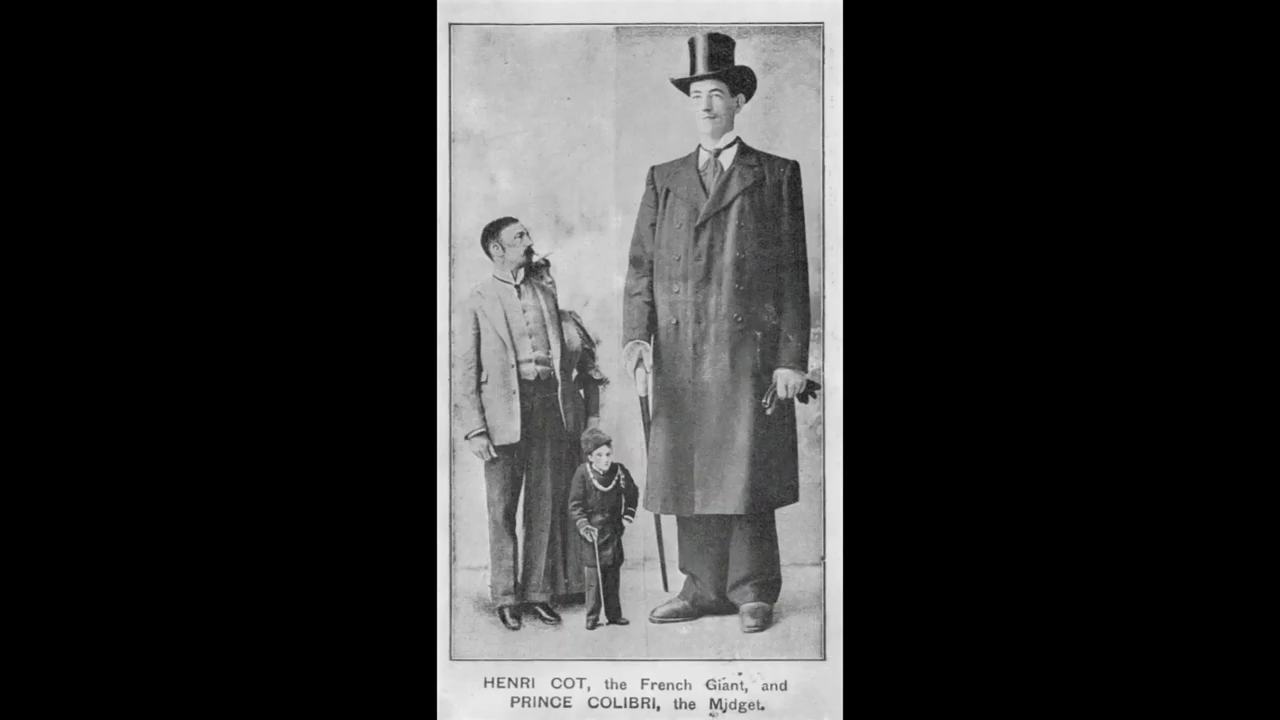 HENRI COT, the French Giant, and
PRINCE COLIBRI, the Midget.